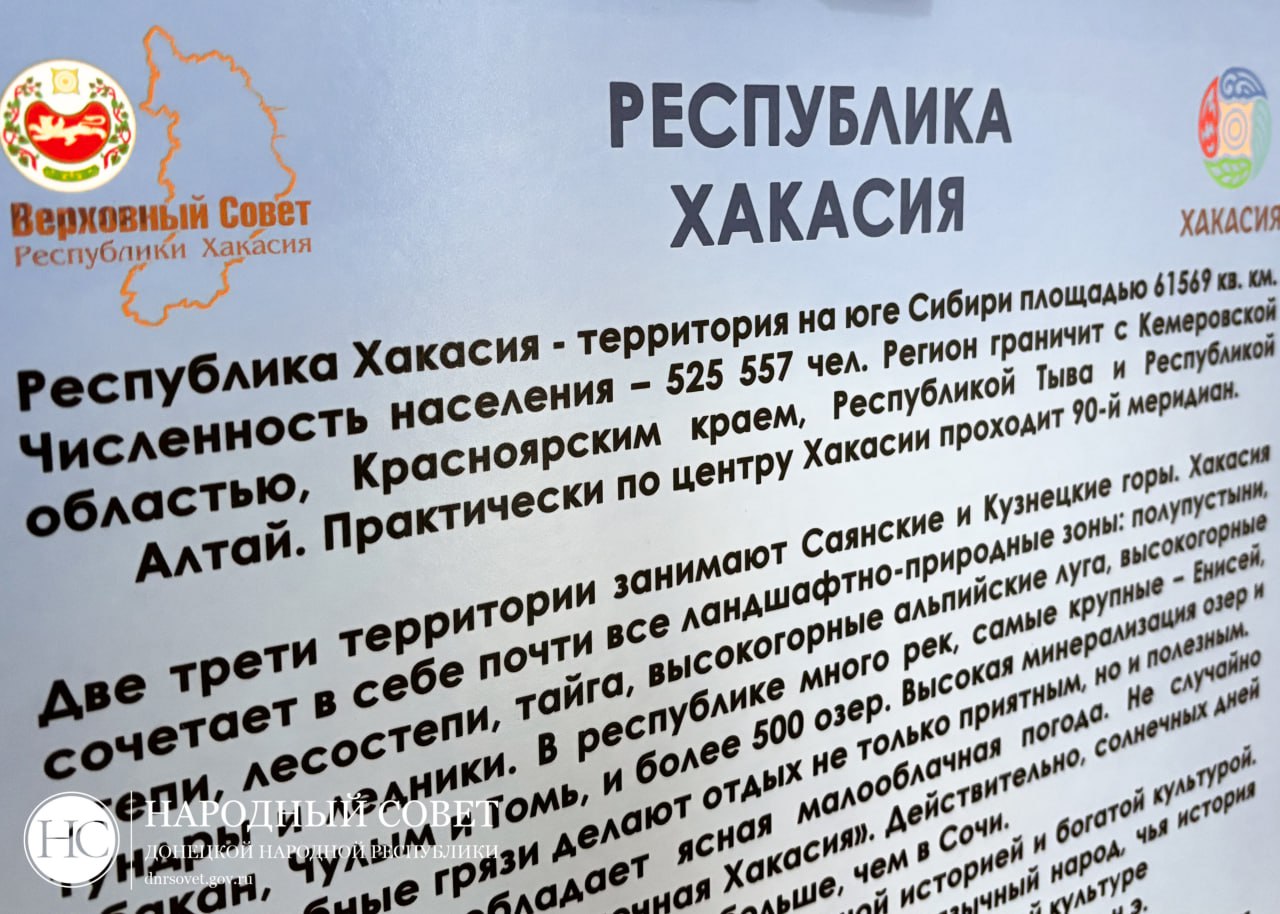 Верховный Совет
Республики Хакасия
РЕСПУБЛИКА
ХАКАСИЯ
ХАКАСИЯ
Республика Хакасия - территория на юге Сибири площадью 61569 кв. км.
Численность населения – 525 557 чел. Регион граничит с Кемеровской
областью, Красноярским краем, Республикой Тыва и Республикой
Алтай. Практически по центру Хакасии проходит 90-й меридиан.
Две трети территории занимают Саянские и Кузнецкие горы. Хакасия
сочетает в себе почти все ландшафтно-природные зоны: полупустыни,
лесостепи, тайга, высокогорные альпийские луга, высокогорные
тундры и ледники. В республике много рек, самые крупные – Енисей,
Чулым и Томь, и более 500 озер. Высокая минерализация озер и
грязи делают отдых не только приятным, но и полезным.
ясная малооблачная погода. Не случайно
Хакасия». Действительно, солнечных дней
чем в Сочи.
историей и богатой культурой.
народ, чья история
культуре
НС
НАРОДНЫЙ СОВЕТ
ДОНЕЦКОЙ НАРОДНОЙ РЕСПУБЛИКИ
dnrsovet.gov.ru